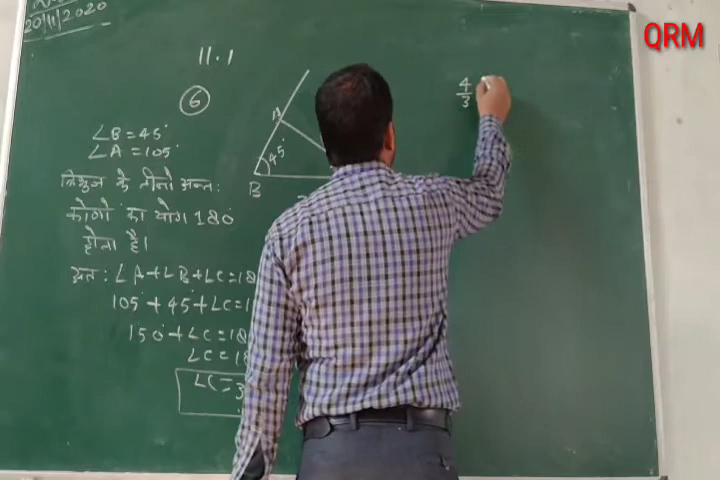 20/11/2020
QRM
11.1
6
∠B = 45°
∠A = 105°
त्रिभुज के तीनो अन्त:
कोणो का योग 180°
होता है।
अत: ∠A + ∠B + ∠C = 18
105° + 45° + ∠C = 1
150° + ∠C = 18
∠C = 18
∠C = 3
A
45°
B
4/3